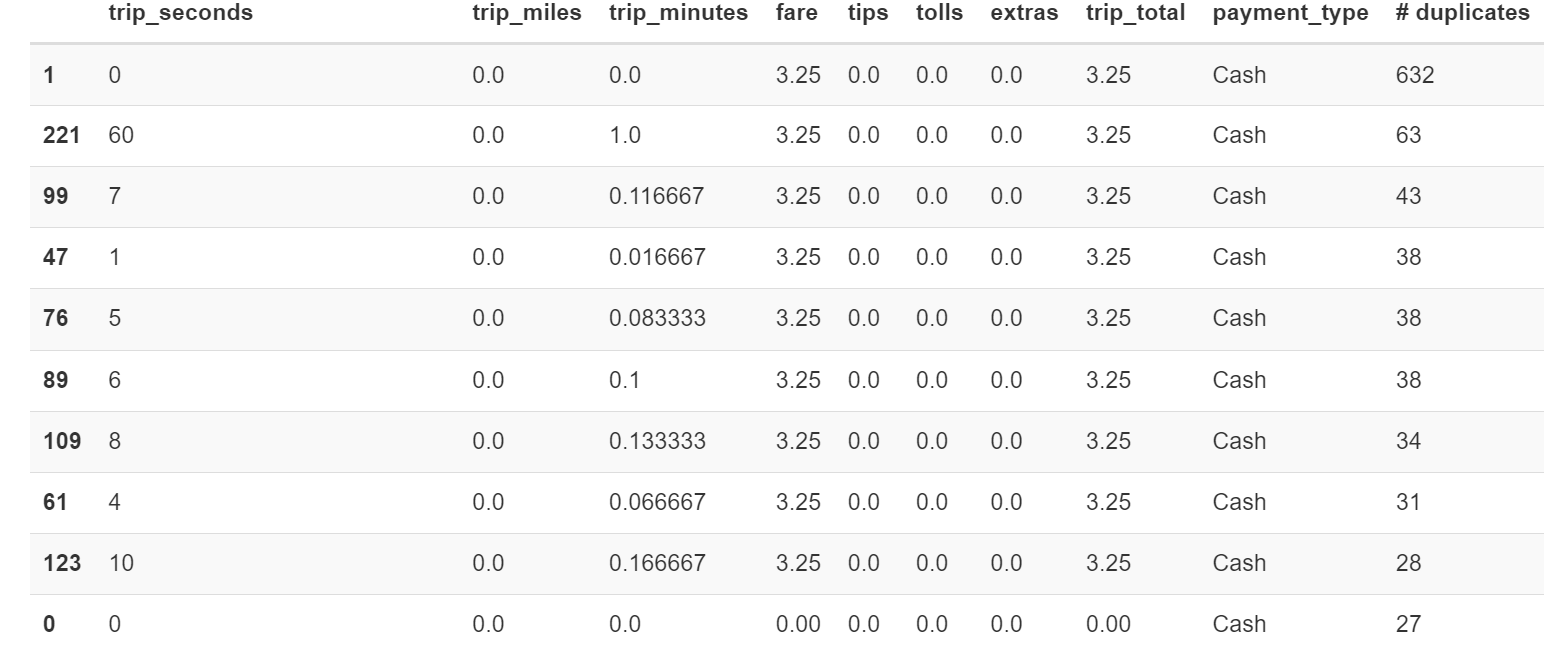 trip_seconds trip_miles trip_minutes fare tips tolls extras trip_total payment_type # duplicates
1 0 0.0 0.0 3.25 0.0 0.0 0.0 3.25 Cash 632
221 60 0.0 1.0 3.25 0.0 0.0 0.0 3.25 Cash 63
99 7 0.0 0.116667 3.25 0.0 0.0 0.0 3.25 Cash 43
47 1 0.0 0.016667 3.25 0.0 0.0 0.0 3.25 Cash 38
76 5 0.0 0.083333 3.25 0.0 0.0 0.0 3.25 Cash 38
89 6 0.0 0.1 3.25 0.0 0.0 0.0 3.25 Cash 38
109 8 0.0 0.133333 3.25 0.0 0.0 0.0 3.25 Cash 34
61 4 0.0 0.066667 3.25 0.0 0.0 0.0 3.25 Cash 31
123 10 0.0 0.166667 3.25 0.0 0.0 0.0 3.25 Cash 28
0 0 0.0 0.0 0.00 0.0 0.0 0.0 0.00 Cash 27